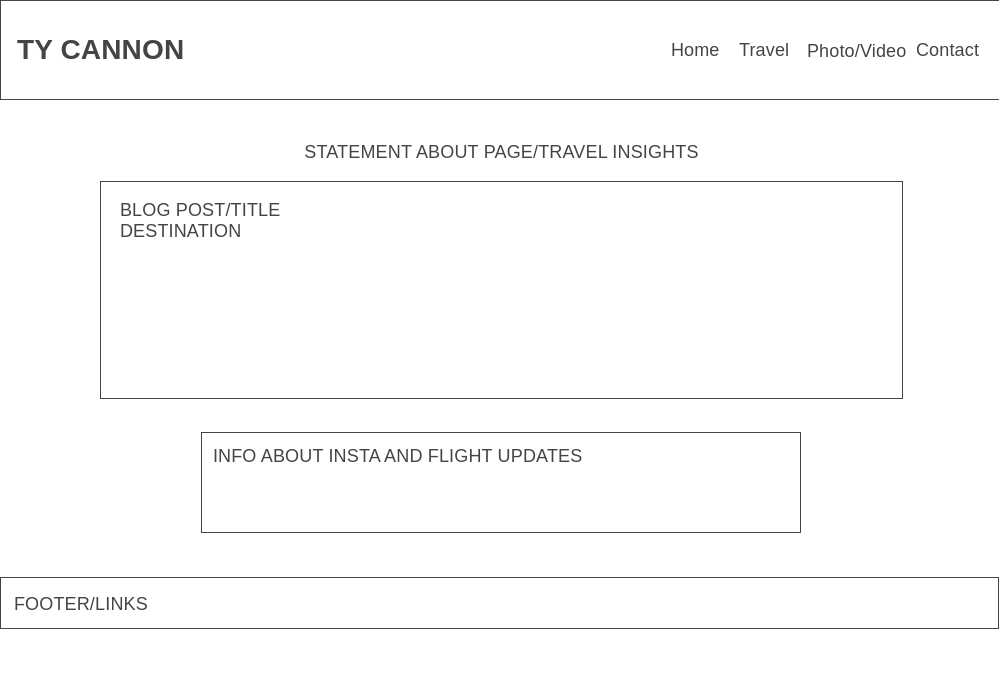 TY CANNON
Home Travel Photo/Video Contact
STATEMENT ABOUT PAGE/TRAVEL INSIGHTS
BLOG POST/TITLE
DESTINATION
INFO ABOUT INSTA AND FLIGHT UPDATES
FOOTER/LINKS